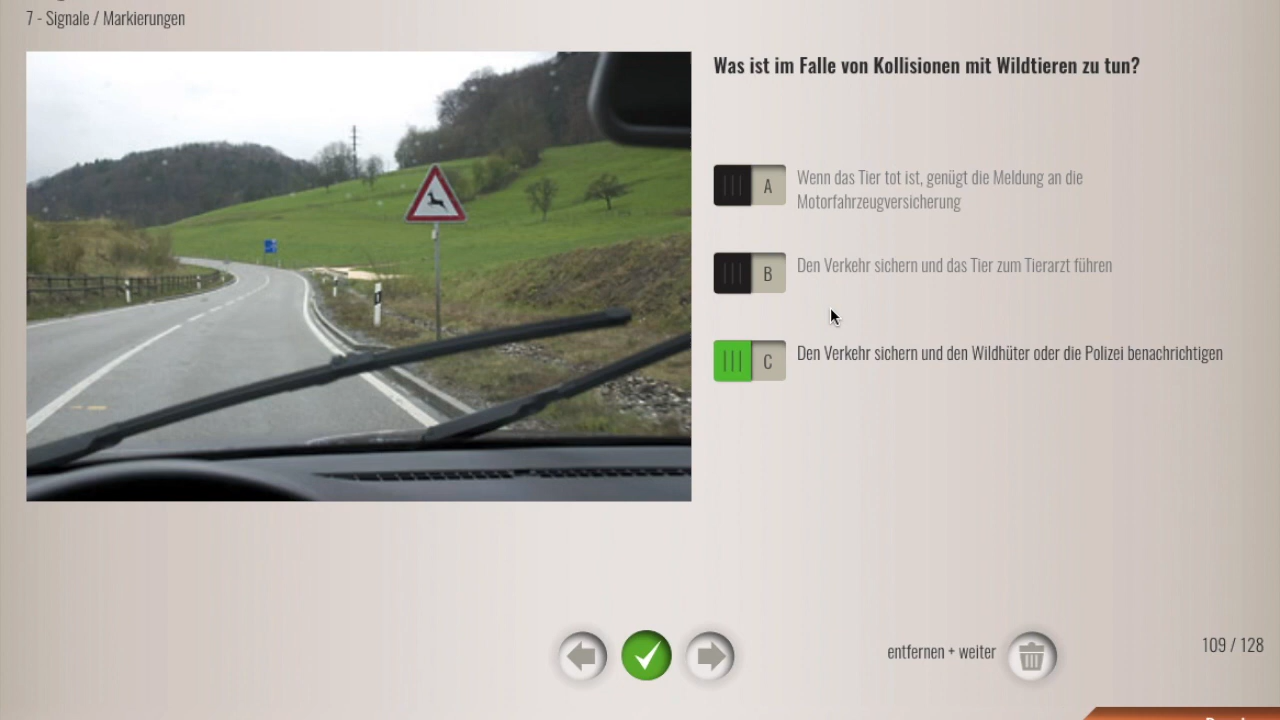 7 - Signale / Markierungen
Was ist im Falle von Kollisionen mit Wildtieren zu tun?
A
Wenn das Tier tot ist, genügt die Meldung an die
Motorfahrzeugversicherung
B
Den Verkehr sichern und das Tier zum Tierarzt führen
C
Den Verkehr sichern und den Wildhüter oder die Polizei benachrichtigen
entfernen + weiter
109 / 128